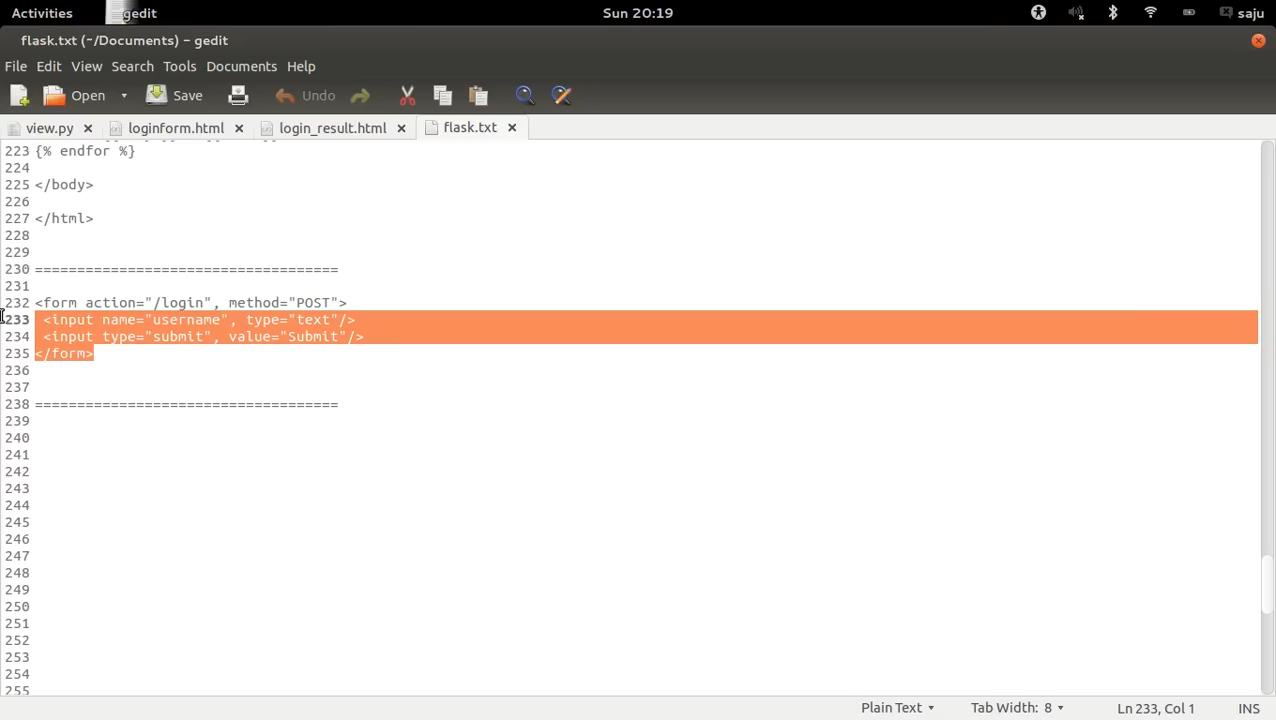 Activities gedit Sun 20:19 saju
flask.txt (~/Documents) – gedit
File Edit View Search Tools Documents Help
Open Save Undo
view.py loginform.html login_result.html flask.txt
223 {% endfor %}
224
225 </body>
226
227 </html>
228
229
230 ====================================
231
232 <form action="/login", method="POST">
233 <input name="username", type="text"/>
234 <input type="submit", value="Submit"/>
235 </form>
236
237
238 ====================================
239
240
241
242
243
244
245
246
247
248
249
250
251
252
253
254
255
Plain Text Tab Width: 8 Ln 233, Col 1 INS